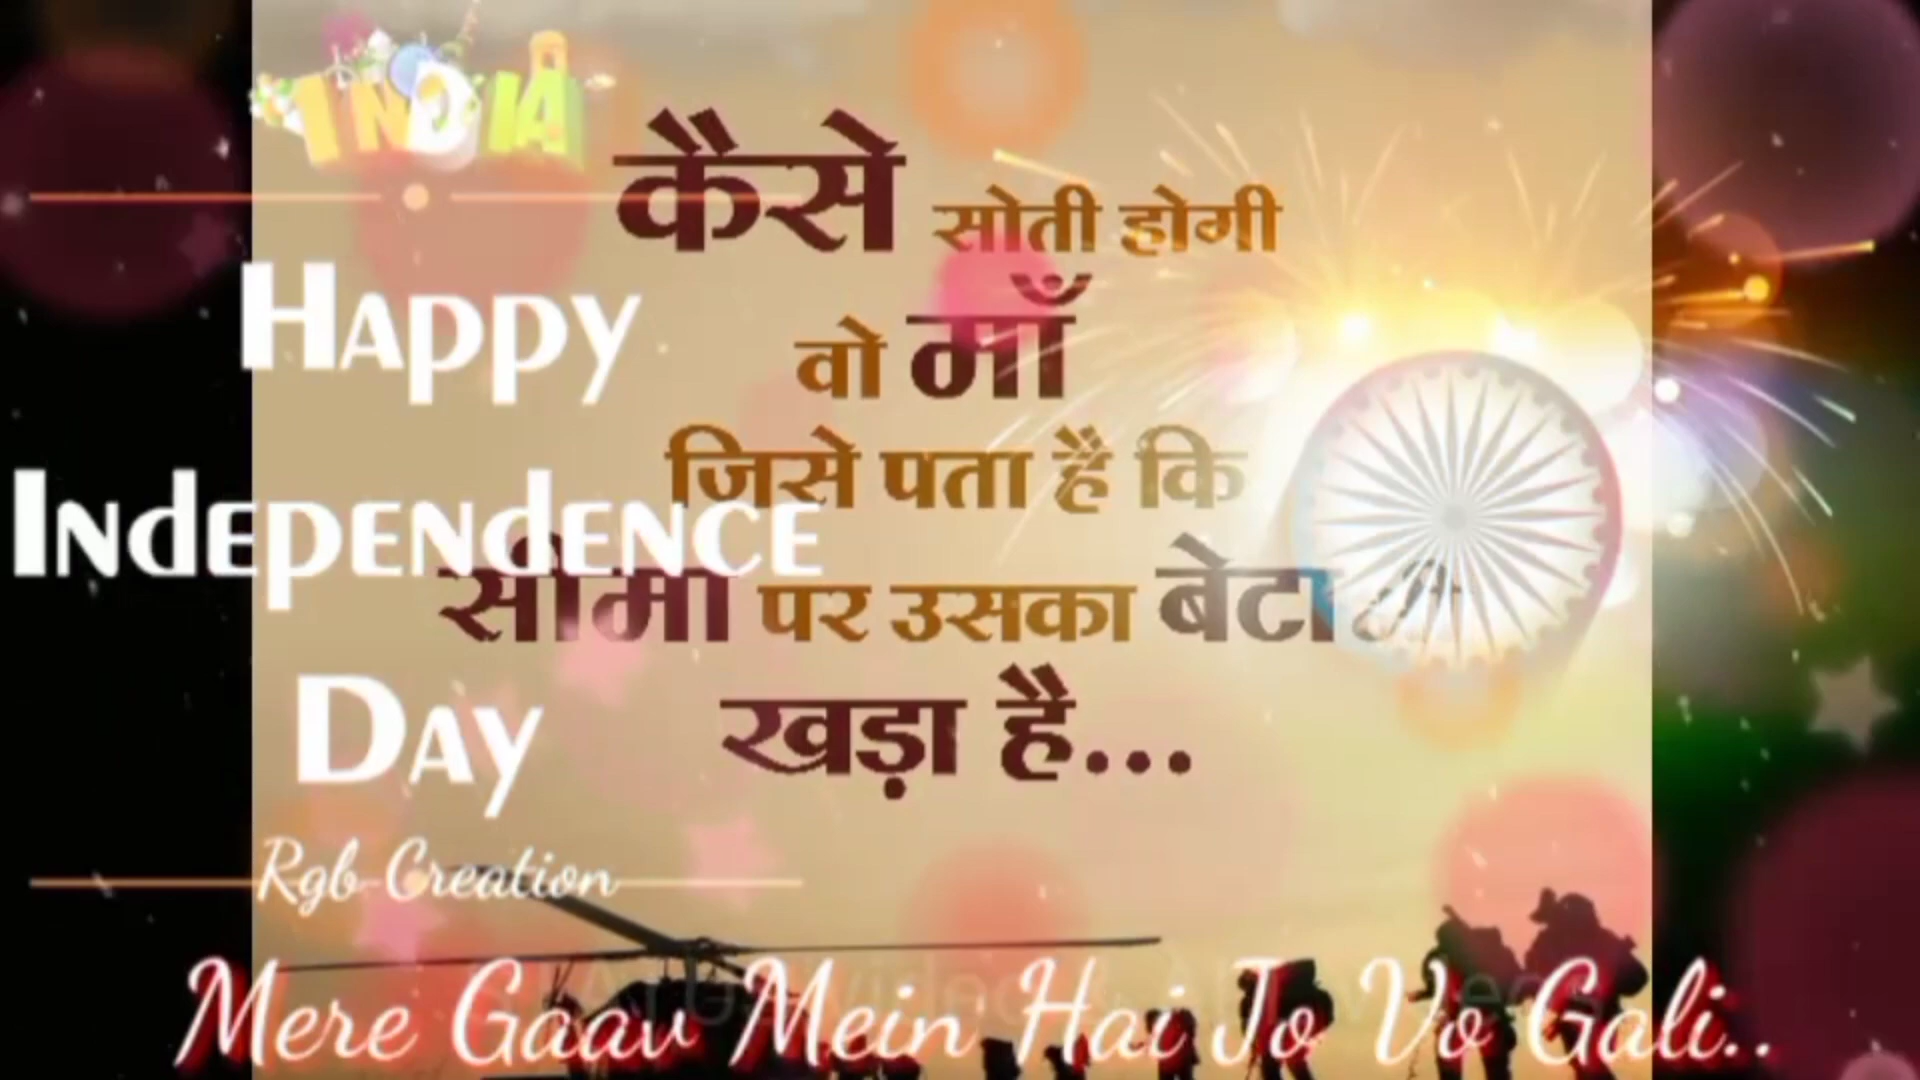 INDIA
कैसे सोती होगी
वो माँ
जिसे पता है कि
सीमा पर उसका बेटा
खड़ा है...
Happy
Independence
Day
Rgb Creation
Mere Gaav Mein Hai Jo Vo Gali..